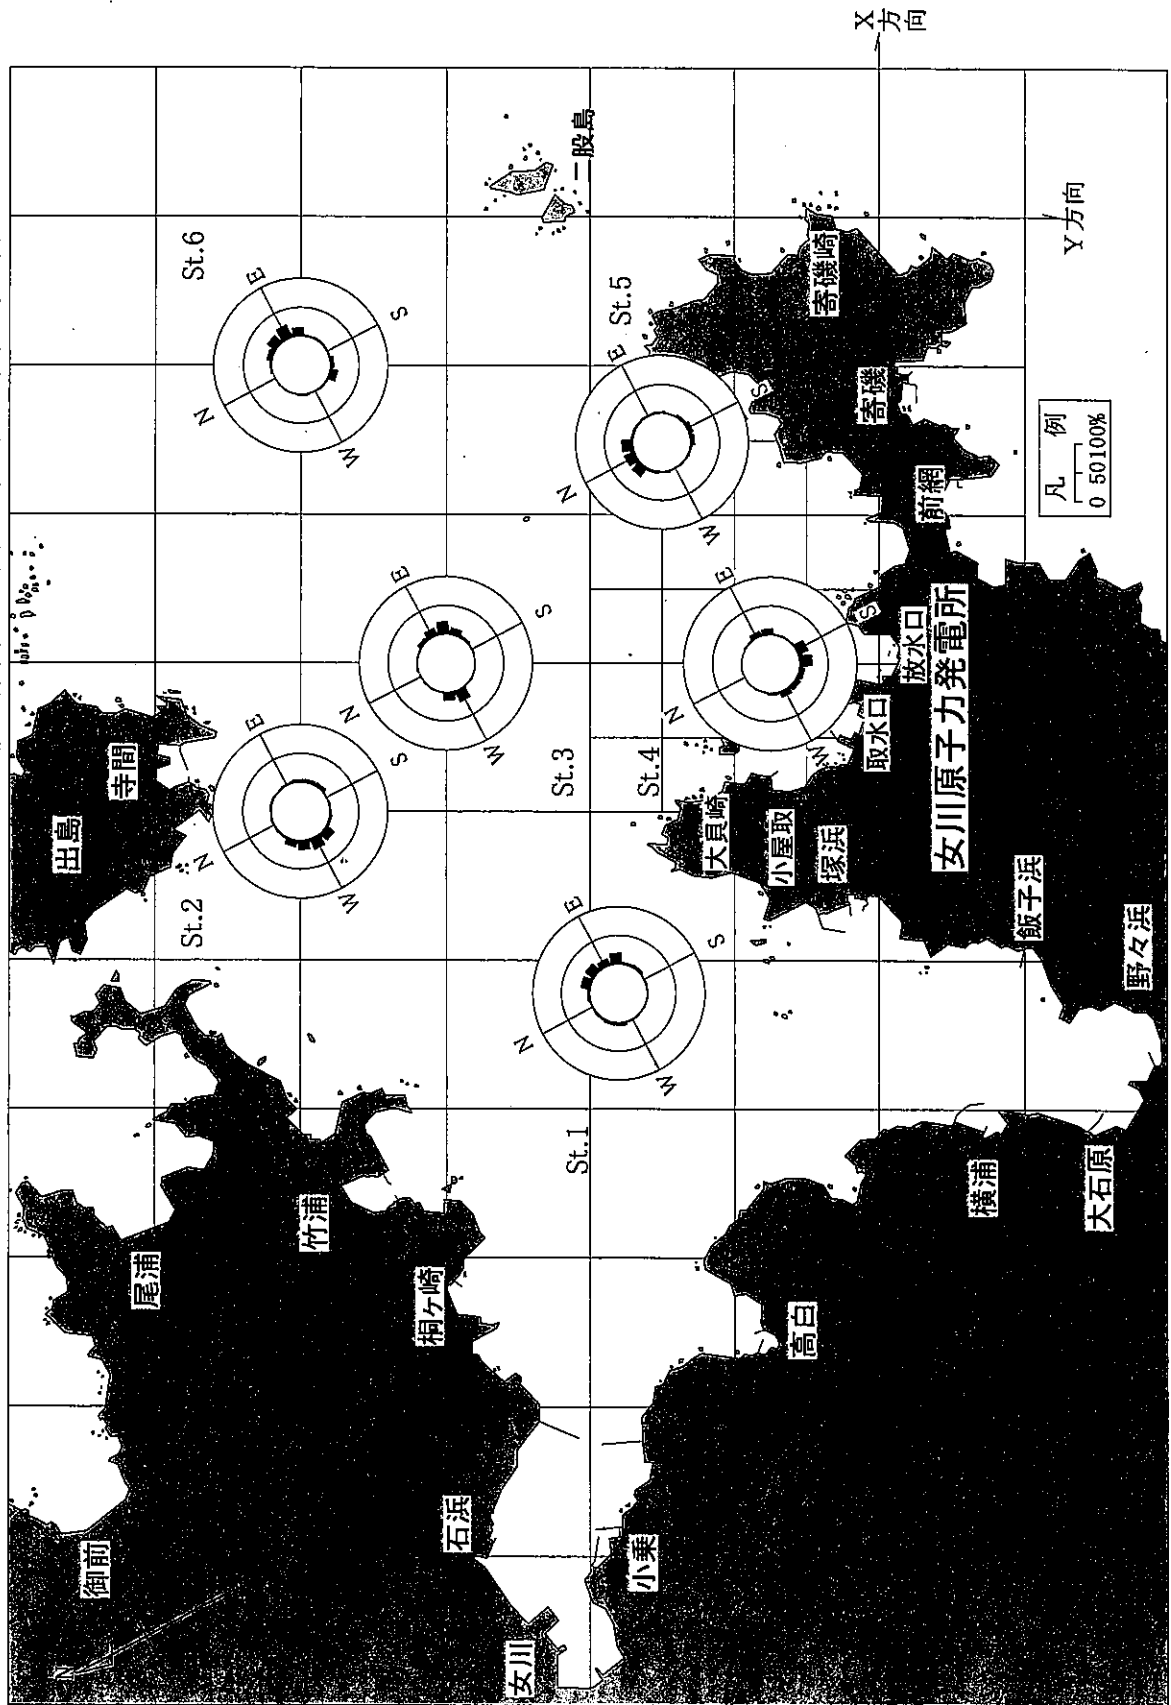 X方向
二股島
St.6
E
N
S
W
St.5
寄磯崎
Y方向
E
N
S
W
寄磯
凡例
0 50100%
前網
E
N
S
W
St.3
E
N
S
W
St.4
放水口
取水口
女川原子力発電所
出島
寺間
E
N
S
W
St.2
大貝崎
小屋取
塚浜
飯子浜
野々浜
E
N
S
W
St.1
尾浦
竹浦
桐ヶ崎
高白
横浦
大石原
御前
石浜
小乗
女川
N